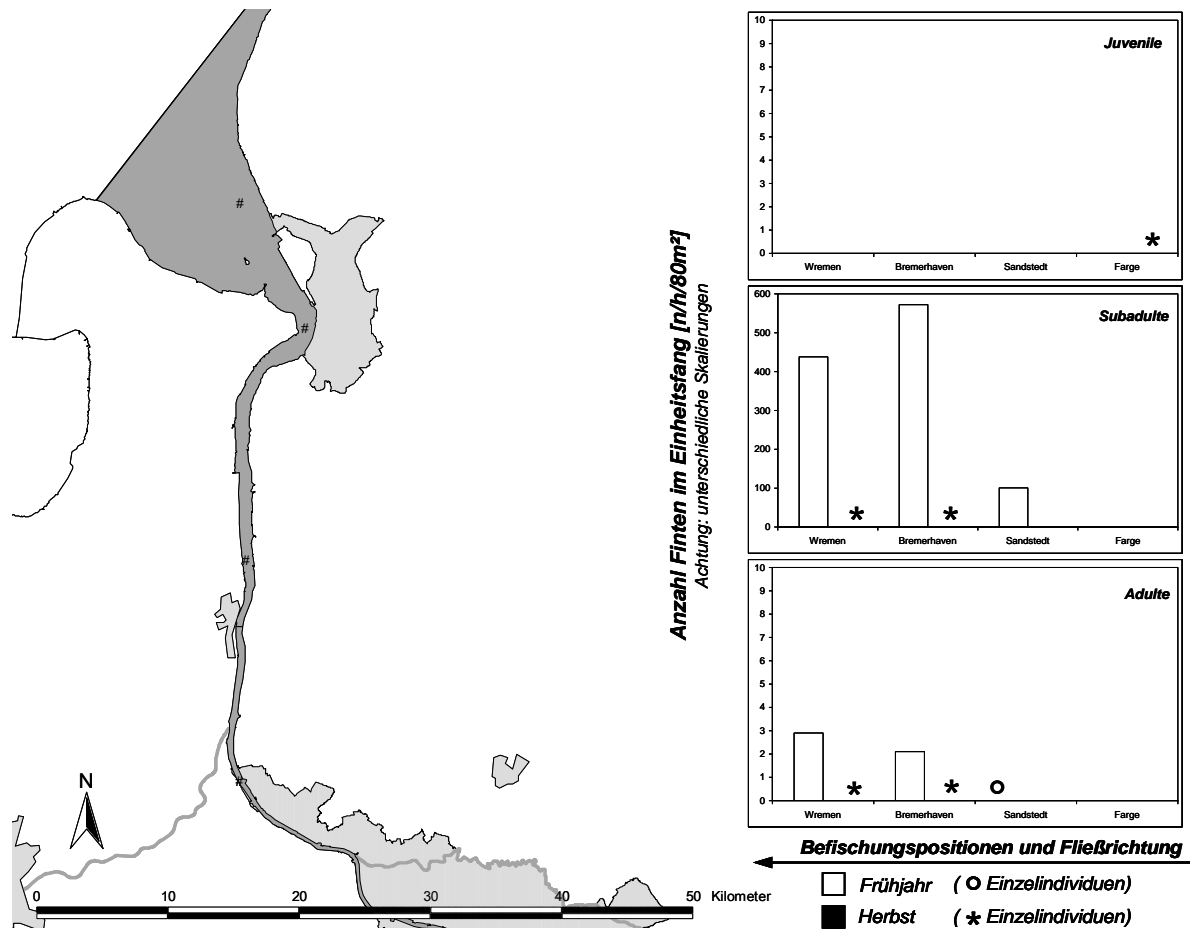 #
#
#
#
N
0 10 20 30 40 50 Kilometer
Anzahl Finten im Einheitsfang [n/h/80m²]
Achtung: unterschiedliche Skalierungen
Juvenile
10
9
8
7
6
5
4
3
2
1
0
*
Wremen Bremerhaven Sandstedt Farge
Subadulte
600
500
400
300
200
100
0
* *
Wremen Bremerhaven Sandstedt Farge
Adulte
10
9
8
7
6
5
4
3
2
1
0
* *
Wremen Bremerhaven Sandstedt Farge
Befischungspositionen und Fließrichtung
Frühjahr ( o Einzelindividuen)
Herbst ( * Einzelindividuen)